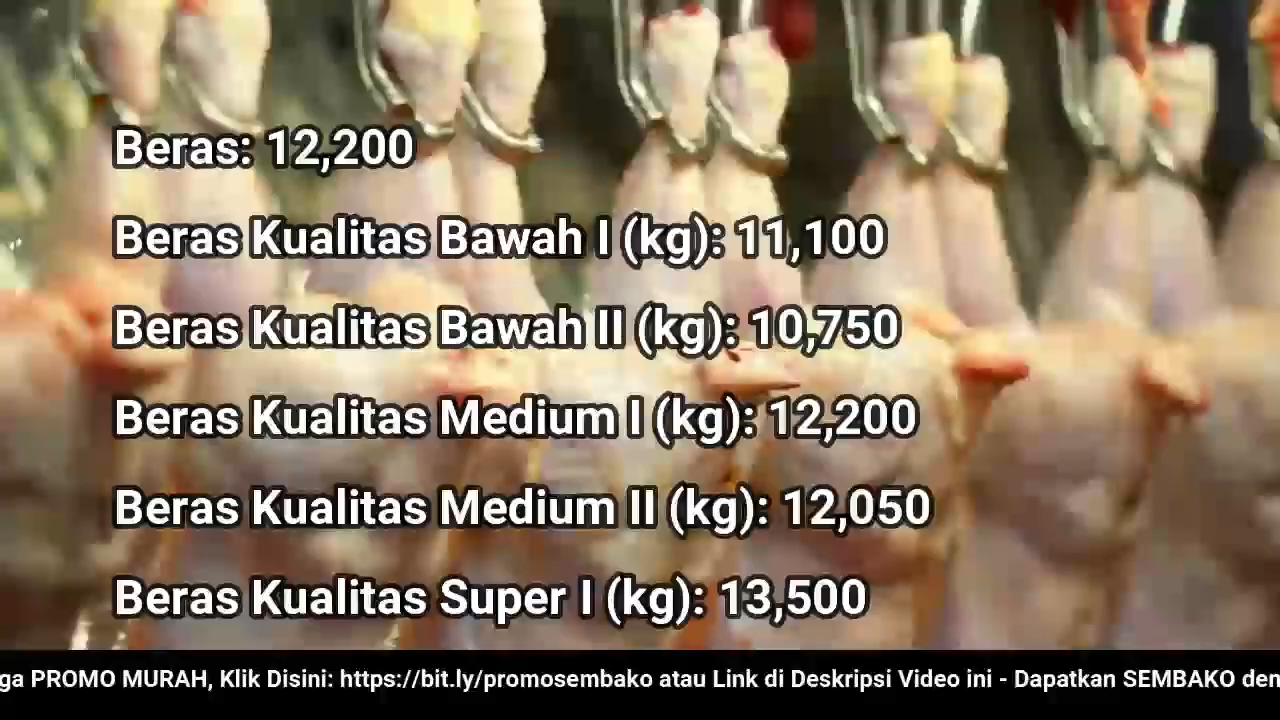 Beras: 12,200
Beras Kualitas Bawah I (kg): 11,100
Beras Kualitas Bawah II (kg): 10,750
Beras Kualitas Medium I (kg): 12,200
Beras Kualitas Medium II (kg): 12,050
Beras Kualitas Super I (kg): 13,500
ga PROMO MURAH, Klik Disini: https://bit.ly/promosembako atau Link di Deskripsi Video ini - Dapatkan SEMBAKO den